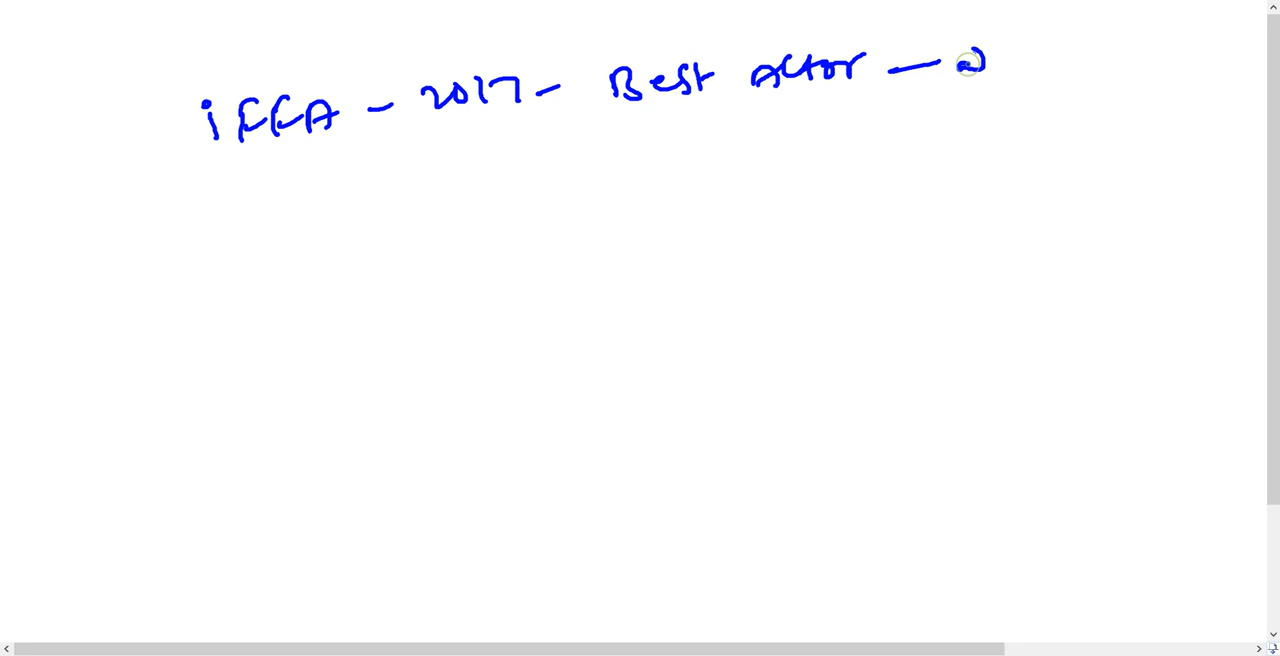 iFFA - 2017 - Best Actor —